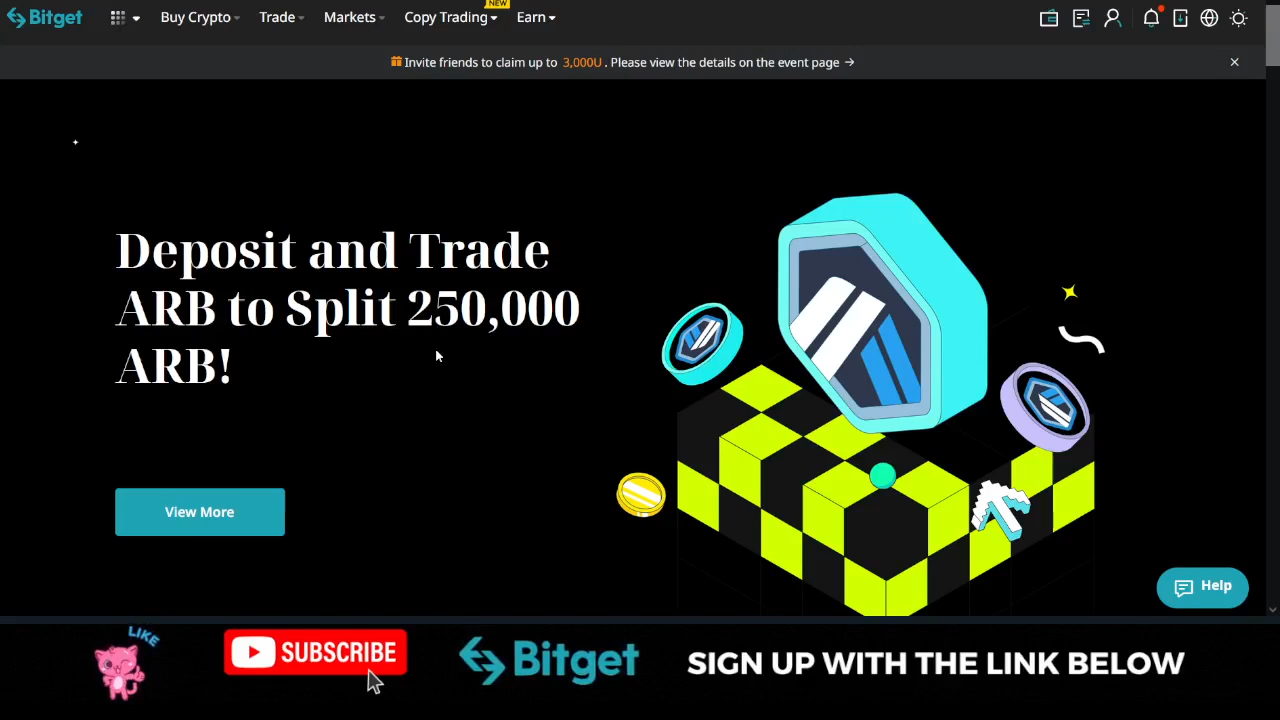 Bitget
Buy Crypto
Trade
Markets
Copy Trading
NEW
Earn
Invite friends to claim up to 3,000U . Please view the details on the event page →
Deposit and Trade
ARB to Split 250,000
ARB!
View More
Help
LIKE
SUBSCRIBE
Bitget
SIGN UP WITH THE LINK BELOW